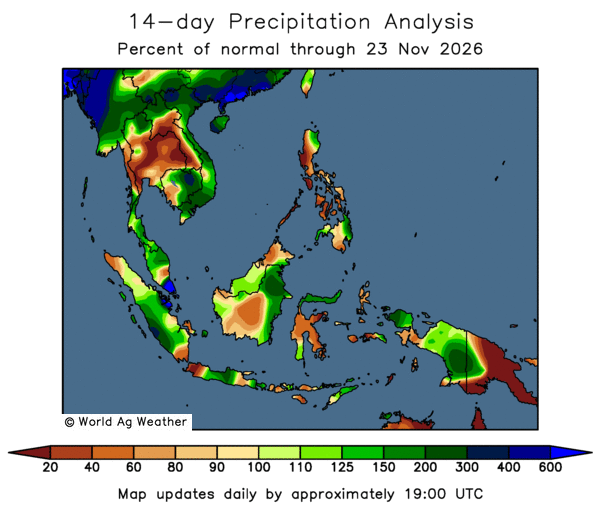 14-day Precipitation Analysis
Percent of normal through 23 Nov 2026
© World Ag Weather
20 40 60 80 90 100 110 125 150 200 300 400 600
Map updates daily by approximately 19:00 UTC